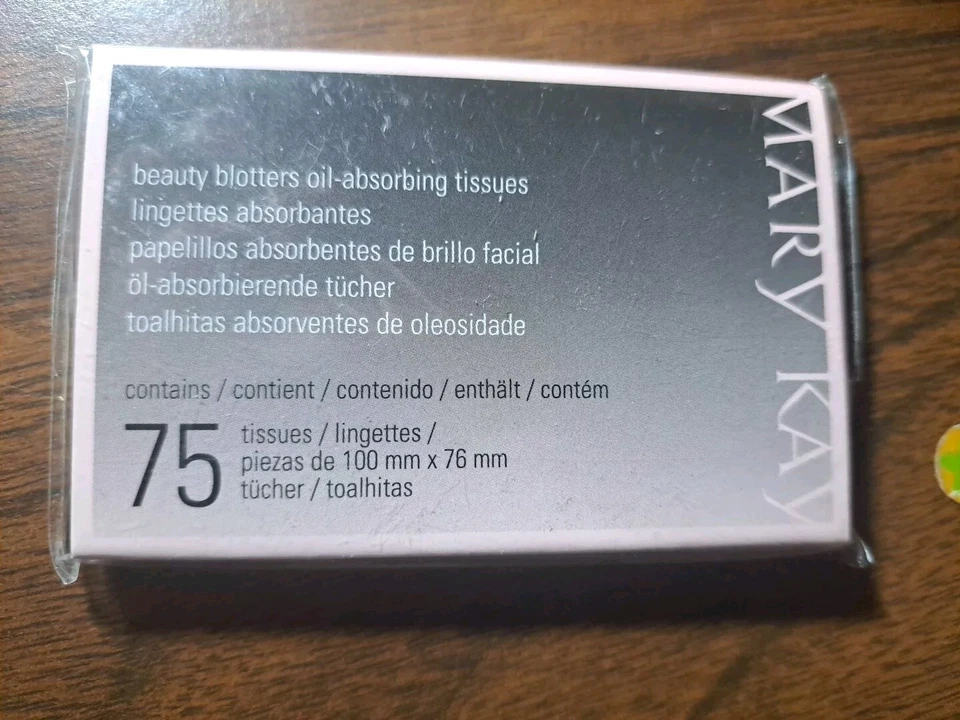 beauty blotters oil-absorbing tissues
lingettes absorbantes
papelillos absorbentes de brillo facial
öl-absorbierende tücher
toalhitas absorventes de oleosidade
contains / contient / contenido / enthält / contém
75
tissues / lingettes /
piezas de 100 mm x 76 mm
tücher / toalhitas
MARY KAY